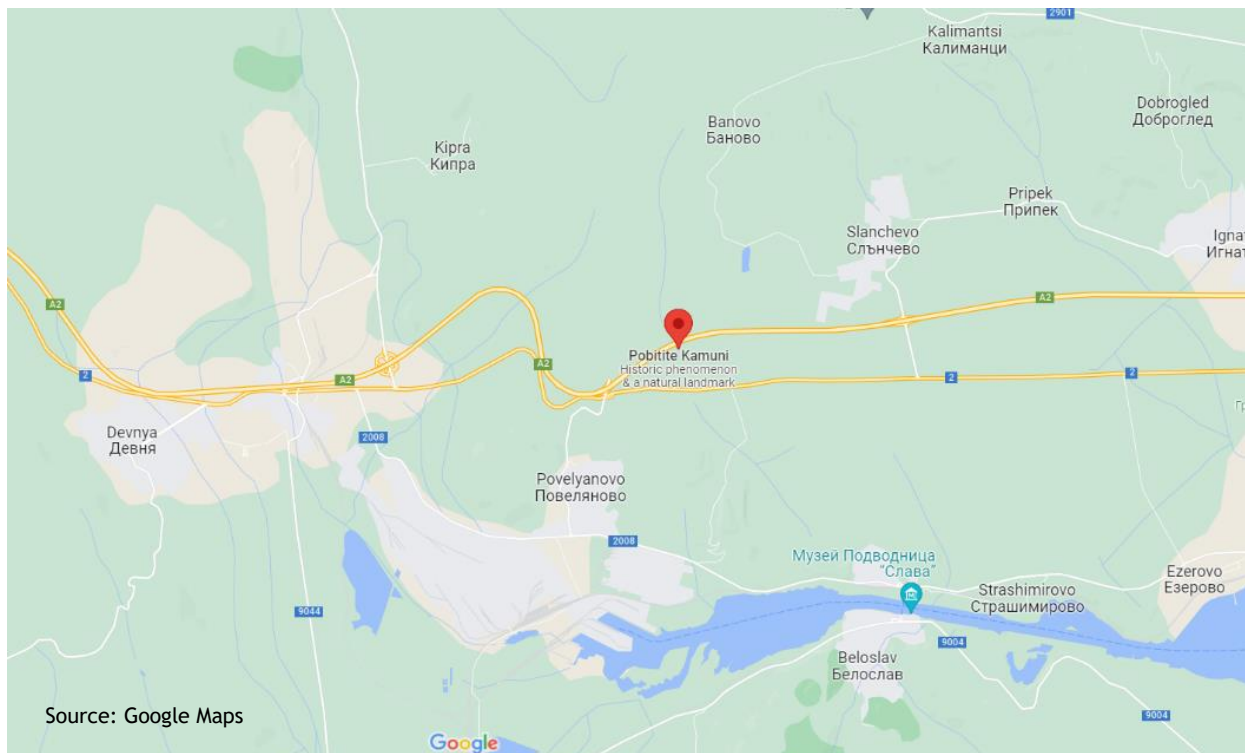 2901
Kalimantsi
Калиманци
Dobrogled
Доброглед
Banovo
Баново
Kipra
Кипра
Pripek
Припек
Slanchevo
Слънчево
Ignat
Игнат
A2
A2
Pobitite Kamuni
Historic phenomenon
& a natural landmark
A2
A2
2
2
2
Гр
Devnya
Девня
2008
Povelyanovo
Повеляново
2008
Музей Подводница
"Слава"
Strashimirovo
Страшимирово
Ezerovo
Езерово
9044
9004
Beloslav
Белослав
9004
Source: Google Maps
Google